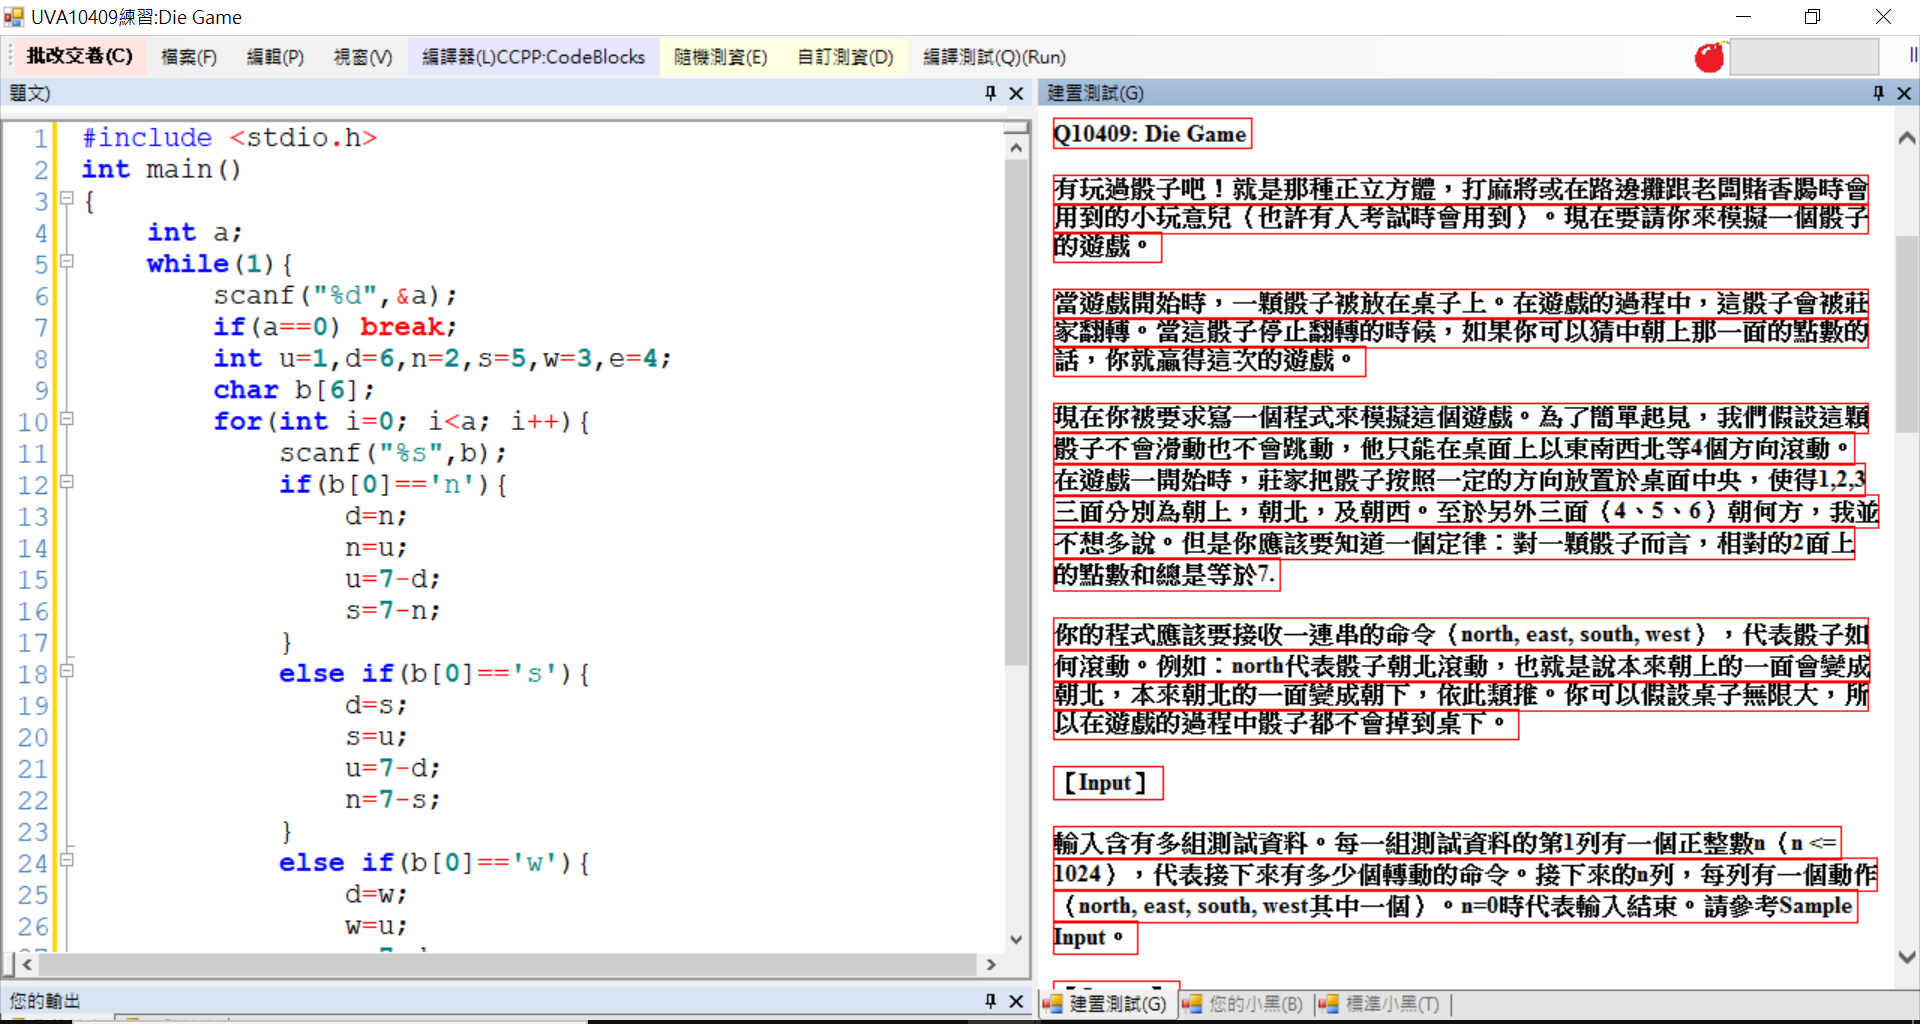 UVA10409練習:Die Game
批改交卷(C) 檔案(F) 編輯(P) 視窗(V) 編譯器(L)CCPP:CodeBlocks 隨機測資(E) 自訂測資(D) 編譯測試(Q)(Run)
題文)
1 #include <stdio.h>
2 int main()
3 {
4 int a;
5 while(1){
6 scanf("%d",&a);
7 if(a==0) break;
8 int u=1,d=6,n=2,s=5,w=3,e=4;
9 char b[6];
10 for(int i=0; i<a; i++){
11 scanf("%s",b);
12 if(b[0]=='n'){
13 d=n;
14 n=u;
15 u=7-d;
16 s=7-n;
17 }
18 else if(b[0]=='s'){
19 d=s;
20 s=u;
21 u=7-d;
22 n=7-s;
23 }
24 else if(b[0]=='w'){
25 d=w;
26 w=u;
您的輸出
建置測試(G)
Q10409: Die Game
有玩過骰子吧！就是那種正立方體，打麻將或在路邊攤跟老闆賭香腸時會
用到的小玩意兒（也許有人考試時會用到）。現在要請你來模擬一個骰子
的遊戲。
當遊戲開始時，一顆骰子被放在桌子上。在遊戲的過程中，這骰子會被莊
家翻轉。當這骰子停止翻轉的時候，如果你可以猜中朝上那一面的點數的
話，你就贏得這次的遊戲。
現在你被要求寫一個程式來模擬這個遊戲。為了簡單起見，我們假設這顆
骰子不會滑動也不會跳動，他只能在桌面上以東南西北等4個方向滾動。
在遊戲一開始時，莊家把骰子按照一定的方向放置於桌面中央，使得1,2,3
三面分別為朝上，朝北，及朝西。至於另外三面（4、5、6）朝何方，我並
不想多說。但是你應該要知道一個定律：對一顆骰子而言，相對的2面上
的點數和總是等於7.
你的程式應該要接收一連串的命令（north, east, south, west），代表骰子如
何滾動。例如：north代表骰子朝北滾動，也就是說本來朝上的一面會變成
朝北，本來朝北的一面變成朝下，依此類推。你可以假設桌子無限大，所
以在遊戲的過程中骰子都不會掉到桌下。
【Input】
輸入含有多組測試資料。每一組測試資料的第1列有一個正整數n（n <=
1024），代表接下來有多少個轉動的命令。接下來的n列，每列有一個動作
（north, east, south, west其中一個）。n=0時代表輸入結束。請參考Sample
Input。
建置測試(G) 您的小黑(B) 標準小黑(T)